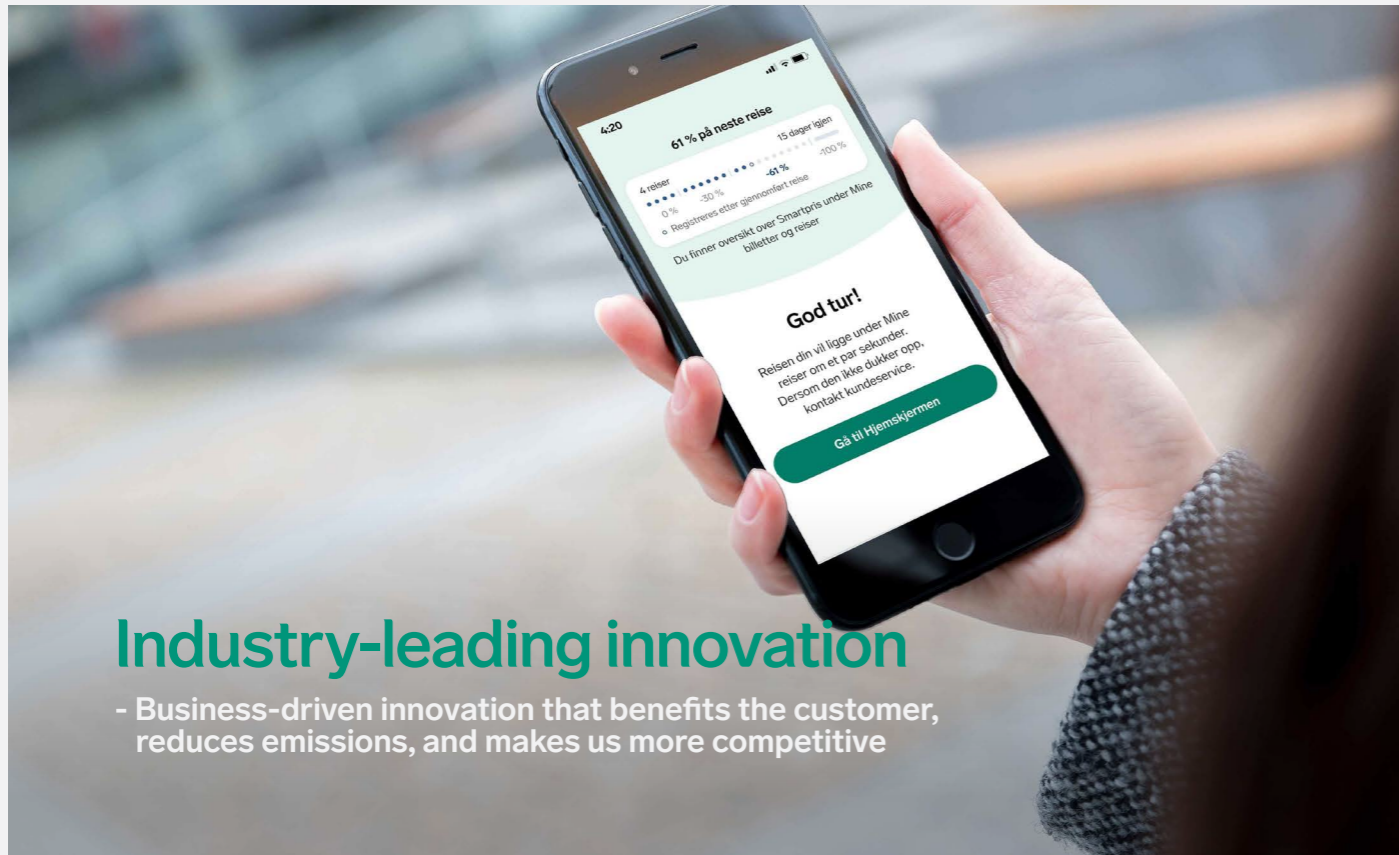 4:20
61 % på neste reise
4 reiser 15 dager igjen
0 % -30 % -61 % -100 %
Registreres etter gjennomført reise
Du finner oversikt over Smartpris under Mine
billetter og reiser
God tur!
Reisen din vil ligge under Mine
reiser om et par sekunder.
Dersom den ikke dukker opp,
kontakt kundeservice.
Gå til Hjemskjermen
Industry-leading innovation
- Business-driven innovation that benefits the customer,
reduces emissions, and makes us more competitive